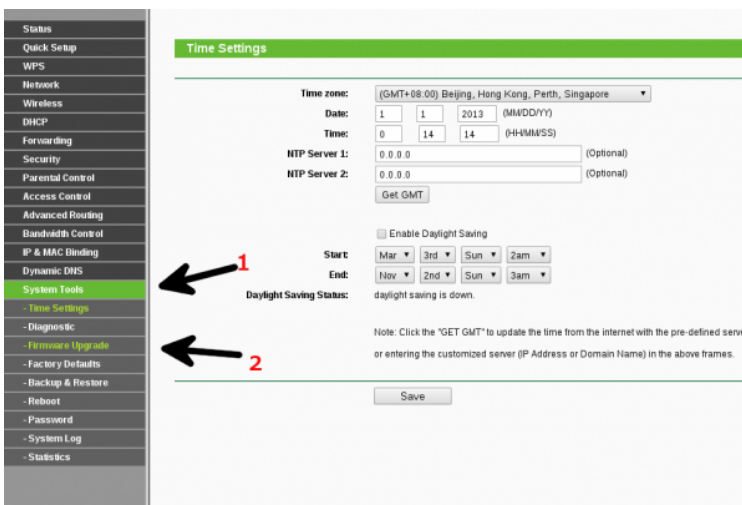 Status
Quick Setup
WPS
Network
Wireless
DHCP
Forwarding
Security
Parental Control
Access Control
Advanced Routing
Bandwidth Control
IP & MAC Binding
Dynamic DNS
System Tools
- Time Settings
- Diagnostic
- Firmware Upgrade
- Factory Defaults
- Backup & Restore
- Reboot
- Password
- System Log
- Statistics
1
2
Time Settings
Time zone: (GMT+08:00) Beijing, Hong Kong, Perth, Singapore
Date: 1 1 2013 (MM/DD/YY)
Time: 0 14 14 (HH/MM/SS)
NTP Server 1: 0.0.0.0 (Optional)
NTP Server 2: 0.0.0.0 (Optional)
Get GMT
Enable Daylight Saving
Start: Mar 3rd Sun 2am
End: Nov 2nd Sun 3am
Daylight Saving Status: daylight saving is down.
Note: Click the "GET GMT" to update the time from the internet with the pre-defined serve
or entering the customized server (IP Address or Domain Name) in the above frames.
Save